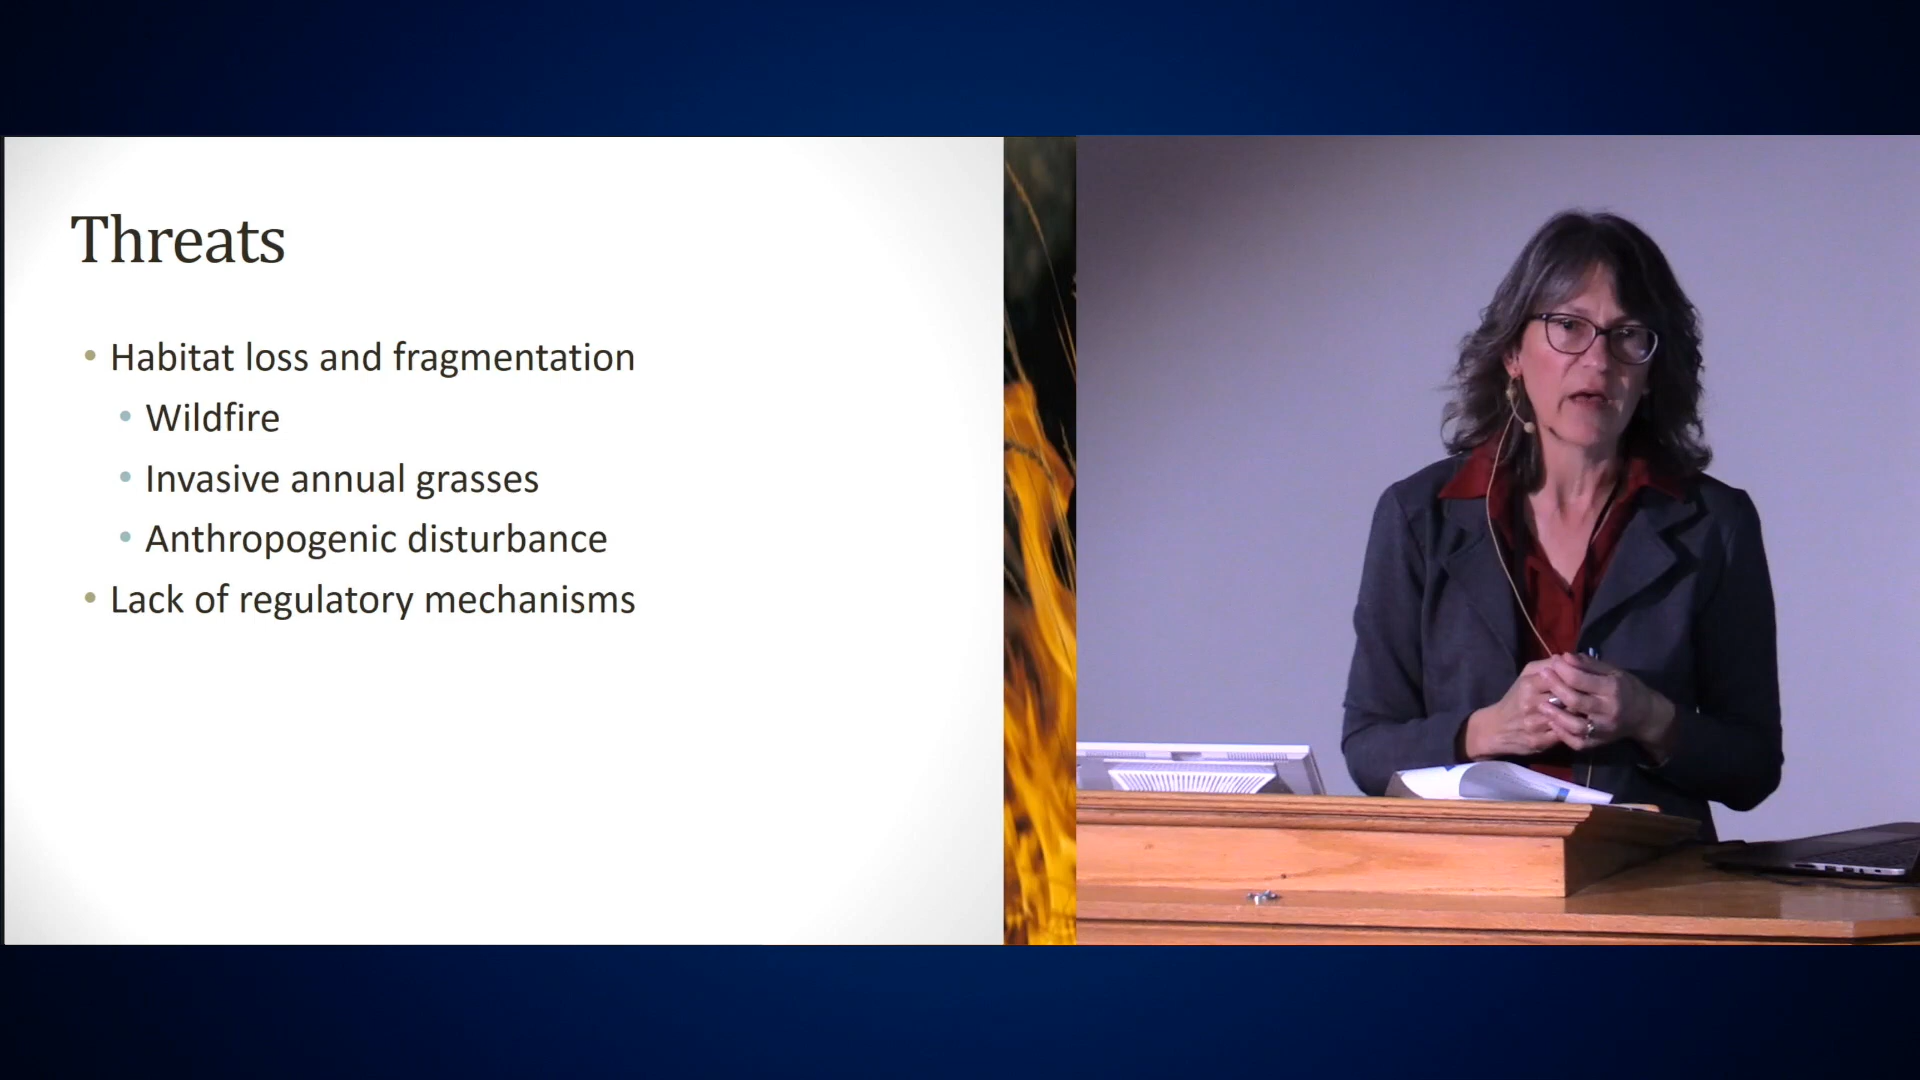 Threats
Habitat loss and fragmentation
Wildfire
Invasive annual grasses
Anthropogenic disturbance
Lack of regulatory mechanisms